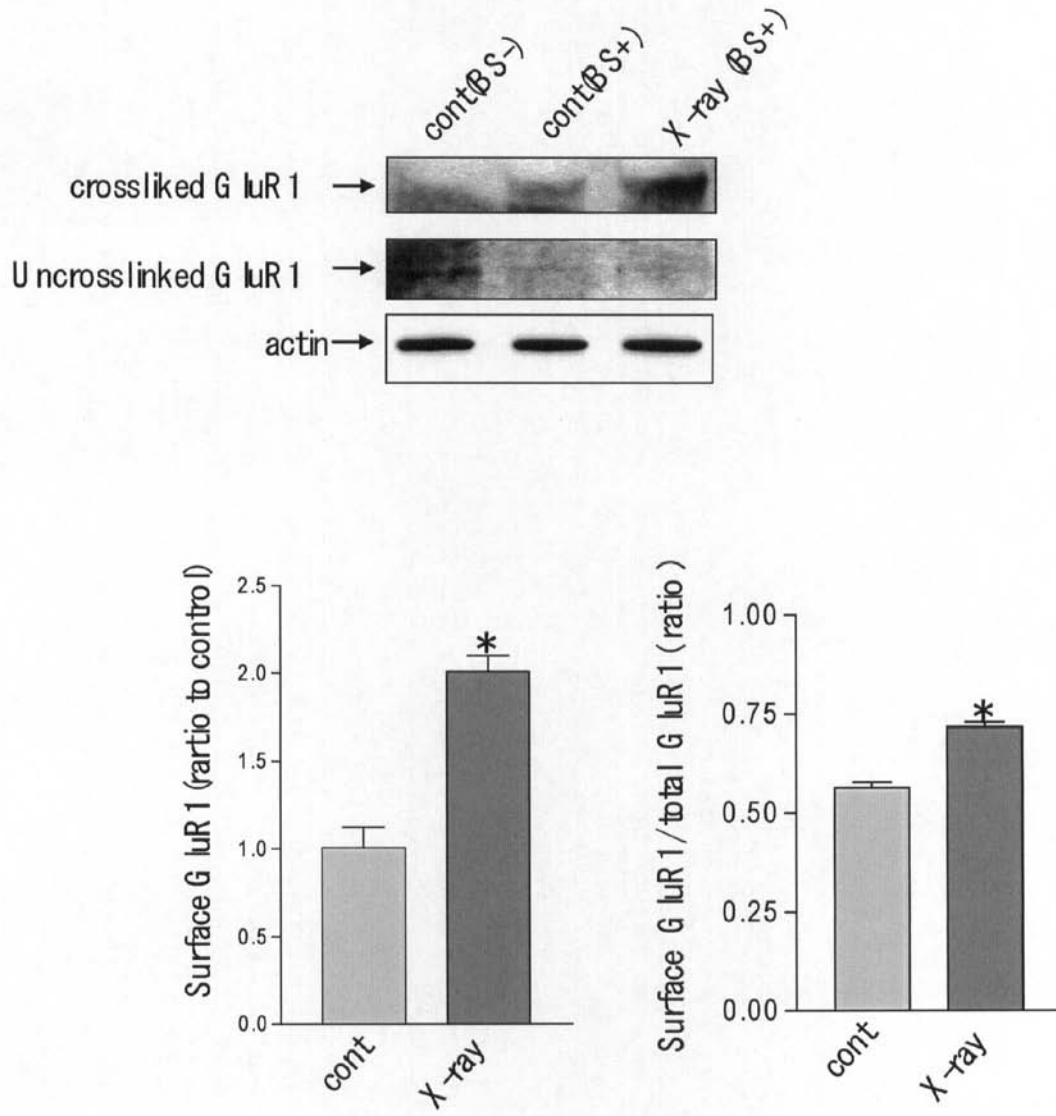 cont(BS-) cont(BS+) X-ray (BS+)
crossliked GluR1
Uncrosslinked GluR1
actin
Surface GluR1 (rartio to control)
2.5
2.0
1.5
1.0
0.5
0.0
*
cont X-ray
Surface GluR1/total GluR1 (ratio)
1.00
0.75
0.50
0.25
0.00
*
cont X-ray